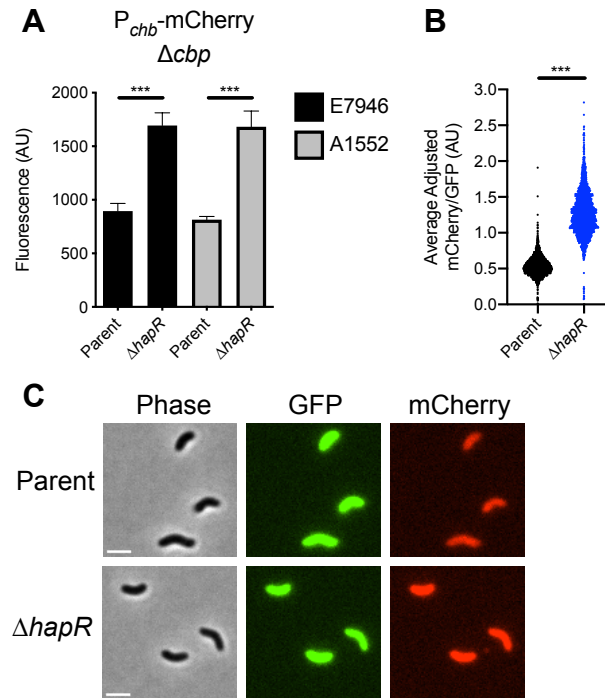 A
P_chb-mCherry
Δcbp
Fluorescence (AU)
2000
1500
1000
500
0
***
***
Parent
ΔhapR
Parent
ΔhapR
E7946
A1552
B
Average Adjusted
mCherry/GFP (AU)
3.0
2.5
2.0
1.5
1.0
0.5
0.0
***
Parent
ΔhapR
C
Phase
GFP
mCherry
Parent
ΔhapR